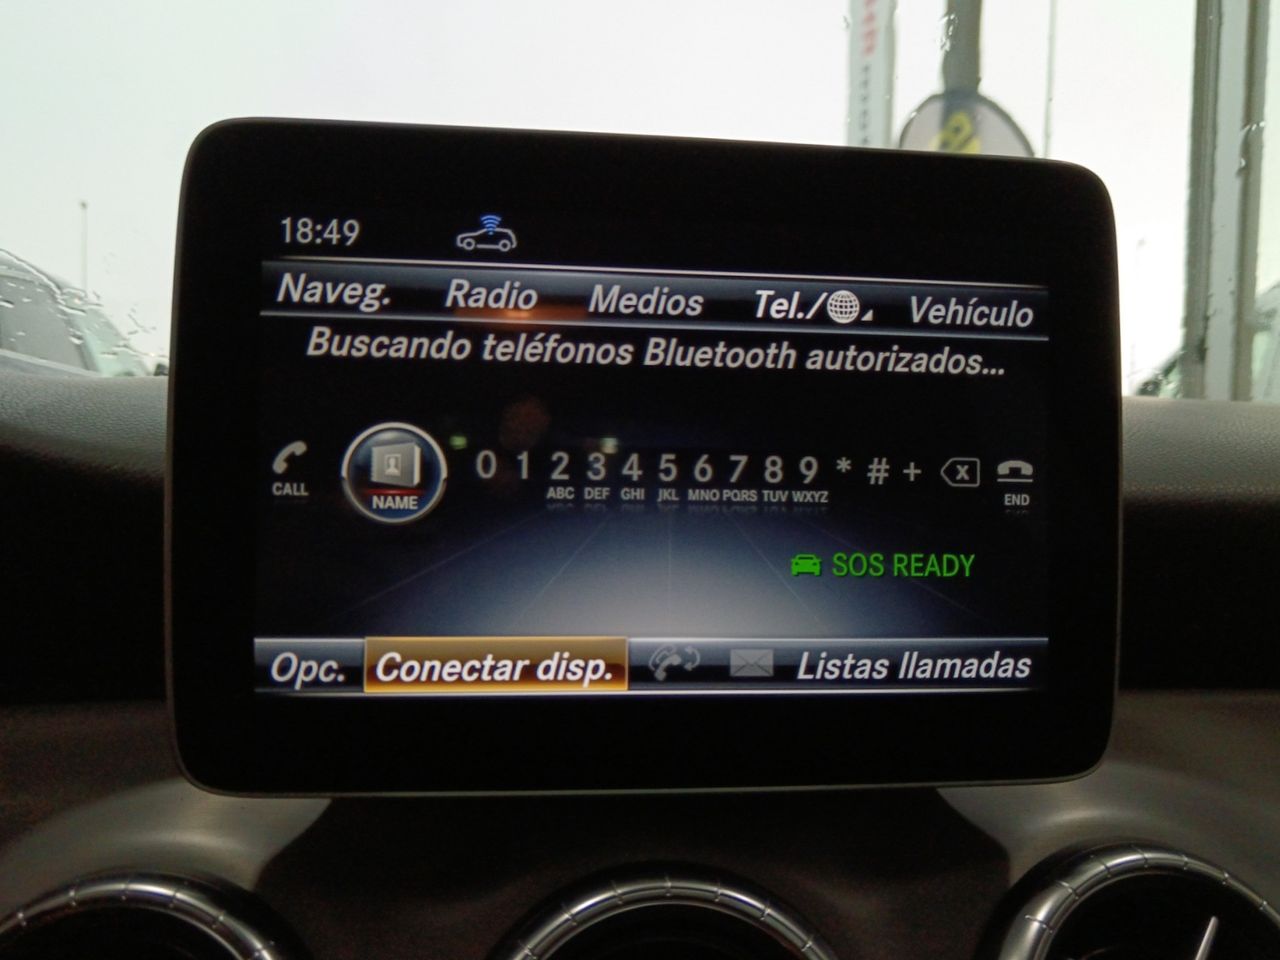 18:49
Naveg. Radio Medios Tel./ Vehículo
Buscando teléfonos Bluetooth autorizados...
0 1 2 3 4 5 6 7 8 9 * # +
CALL NAME ABC DEF GHI JKL MNO PQRS TUV WXYZ END
SOS READY
Opc. Conectar disp. Listas llamadas